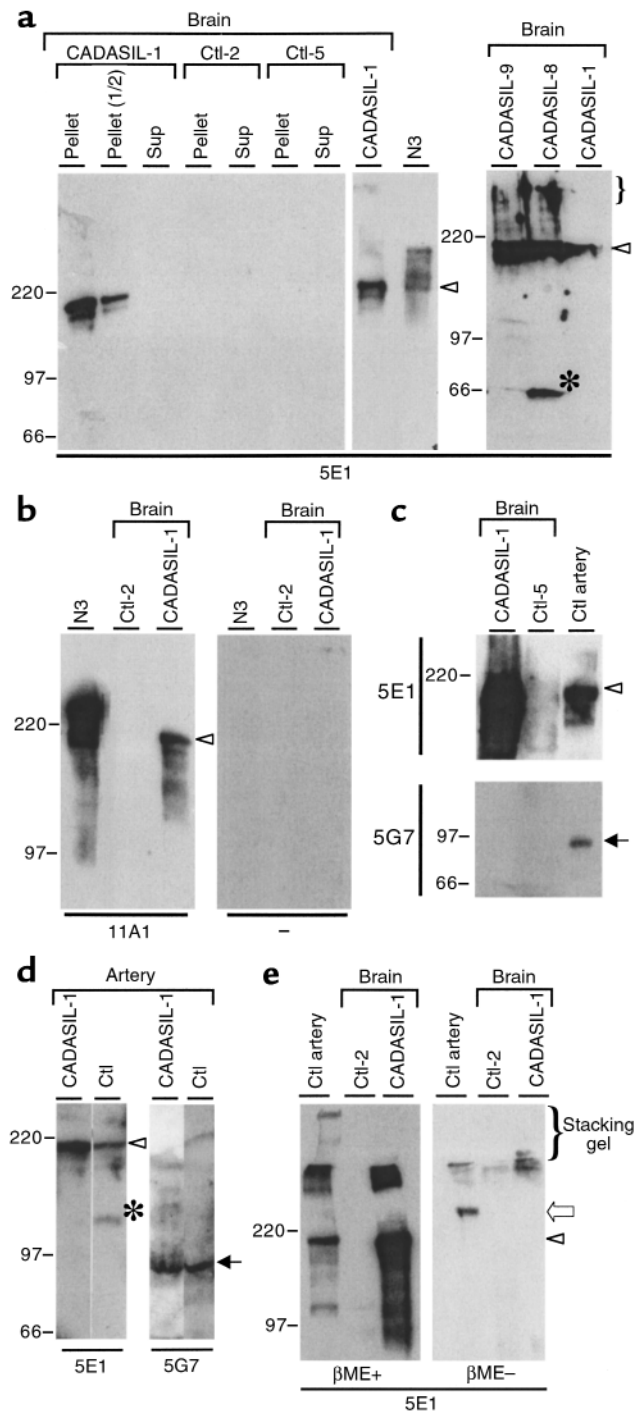 a
Brain
CADASIL-1 Ctl-2 Ctl-5
Pellet Pellet (1/2) Sup Pellet Sup Pellet Sup CADASIL-1 N3
220
97
66
Brain
CADASIL-9 CADASIL-8 CADASIL-1
}
220
97
66 *
5E1
b
Brain
N3 Ctl-2 CADASIL-1
220
97
11A1
Brain
N3 Ctl-2 CADASIL-1
–
c
Brain
CADASIL-1 Ctl-5 Ctl artery
5E1
220
5G7
97
66
d
Artery
CADASIL-1 Ctl CADASIL-1 Ctl
220
*
97
66
5E1 5G7
e
Brain Brain
Ctl artery Ctl-2 CADASIL-1 Ctl artery Ctl-2 CADASIL-1
} Stacking
gel
220
97
βME+ βME–
5E1